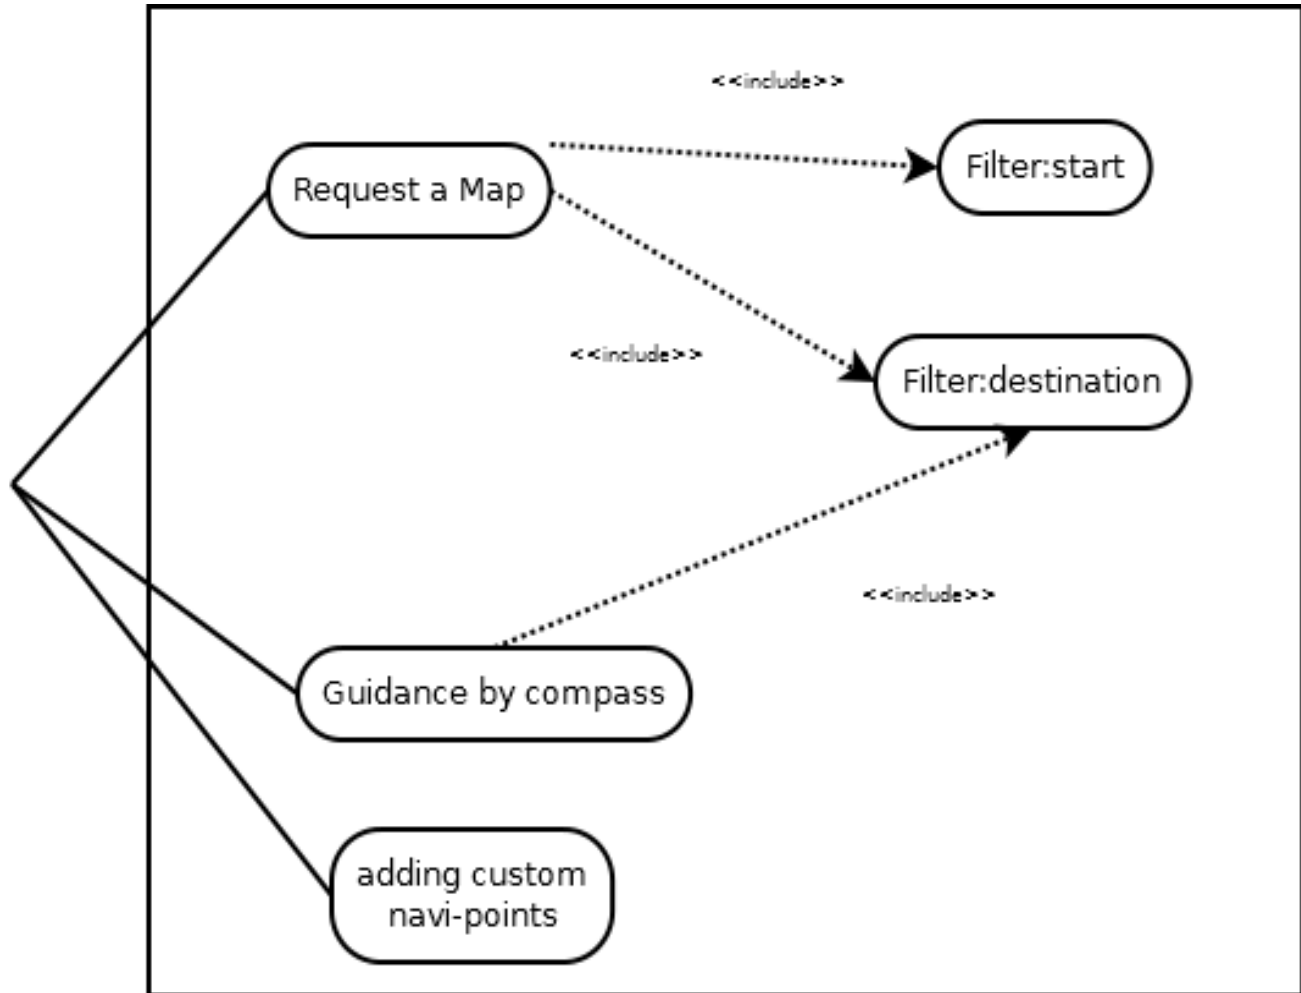 <<include>>
Filter:start
Request a Map
<<include>>
Filter:destination
<<include>>
Guidance by compass
adding custom
navi-points